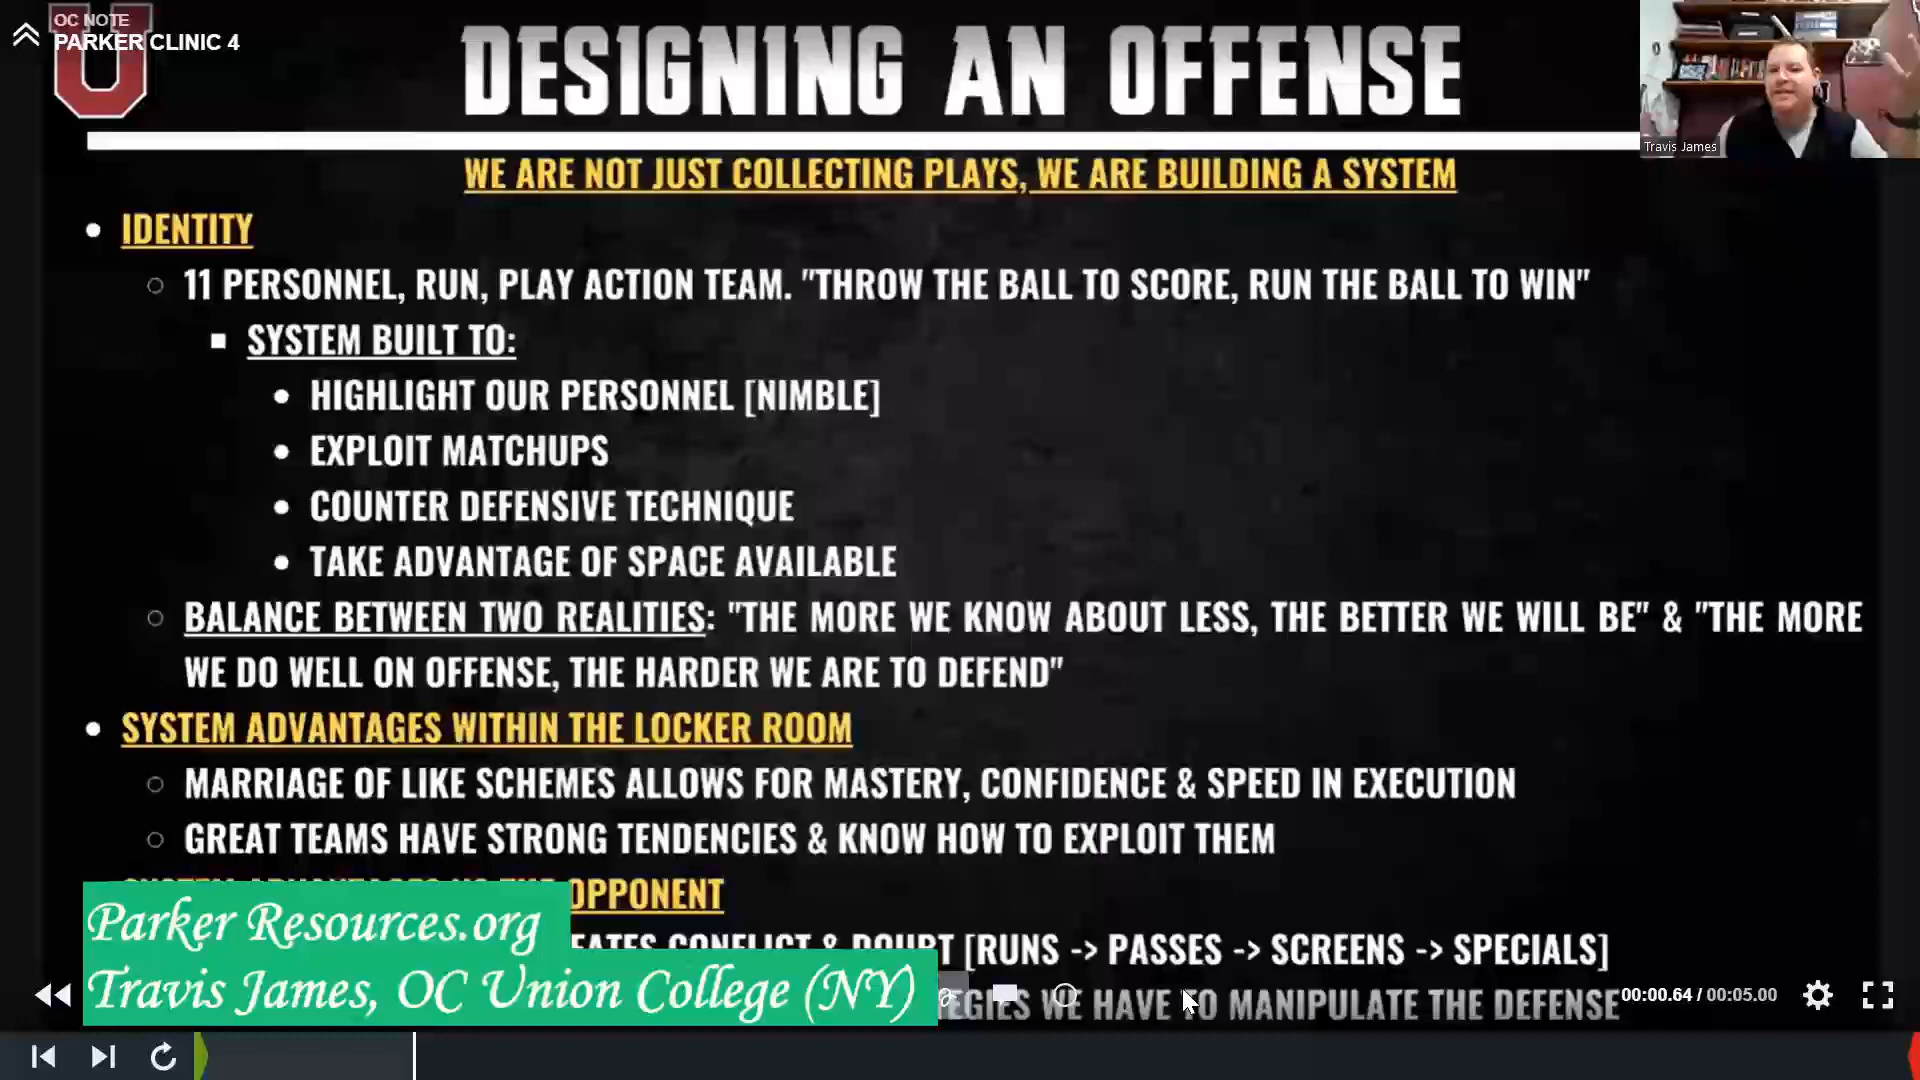 OC NOTE
PARKER CLINIC 4
U
DESIGNING AN OFFENSE
Travis James
WE ARE NOT JUST COLLECTING PLAYS, WE ARE BUILDING A SYSTEM
IDENTITY
11 PERSONNEL, RUN, PLAY ACTION TEAM. "THROW THE BALL TO SCORE, RUN THE BALL TO WIN"
SYSTEM BUILT TO:
HIGHLIGHT OUR PERSONNEL [NIMBLE]
EXPLOIT MATCHUPS
COUNTER DEFENSIVE TECHNIQUE
TAKE ADVANTAGE OF SPACE AVAILABLE
BALANCE BETWEEN TWO REALITIES: "THE MORE WE KNOW ABOUT LESS, THE BETTER WE WILL BE" & "THE MORE
WE DO WELL ON OFFENSE, THE HARDER WE ARE TO DEFEND"
SYSTEM ADVANTAGES WITHIN THE LOCKER ROOM
MARRIAGE OF LIKE SCHEMES ALLOWS FOR MASTERY, CONFIDENCE & SPEED IN EXECUTION
GREAT TEAMS HAVE STRONG TENDENCIES & KNOW HOW TO EXPLOIT THEM
OPPONENT
CONFLICT & DOUBT [RUNS -> PASSES -> SCREENS -> SPECIALS]
WE HAVE TO MANIPULATE THE DEFENSE
Parker Resources.org
Travis James, OC Union College (NY)
00:00.64 / 00:05.00